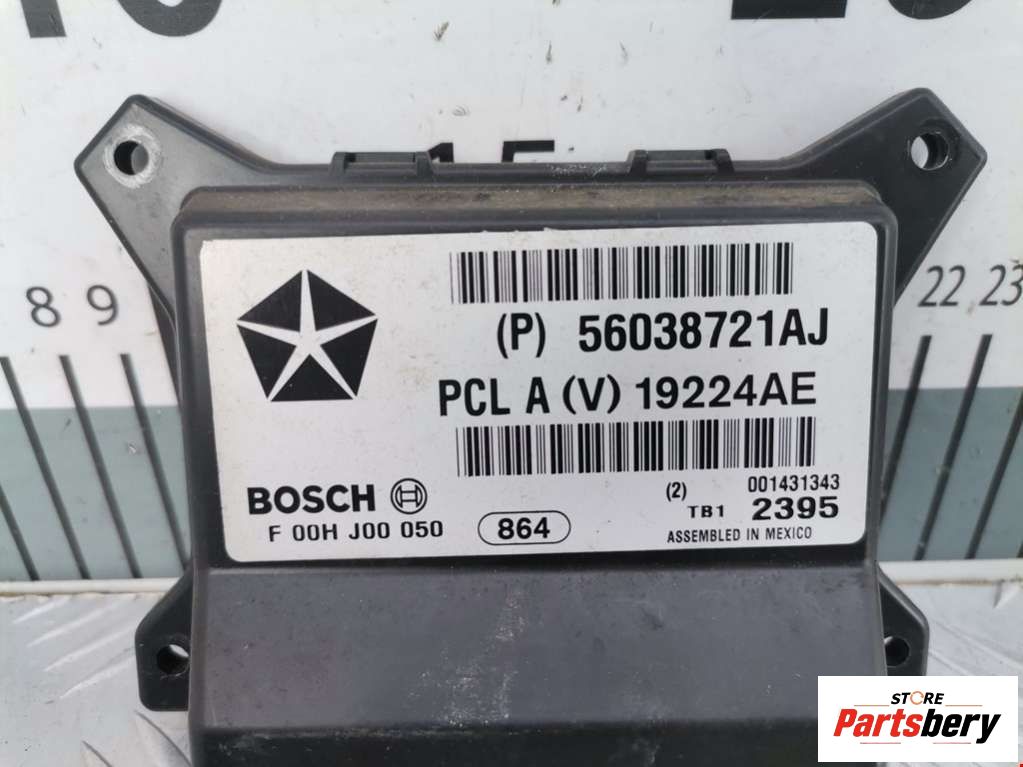 15
8 9
22 23
(P) 56038721AJ
PCL A (V) 19224AE
BOSCH
F 00H J00 050
864
(2) 001431343
TB1 2395
ASSEMBLED IN MEXICO
STORE
Partsbery